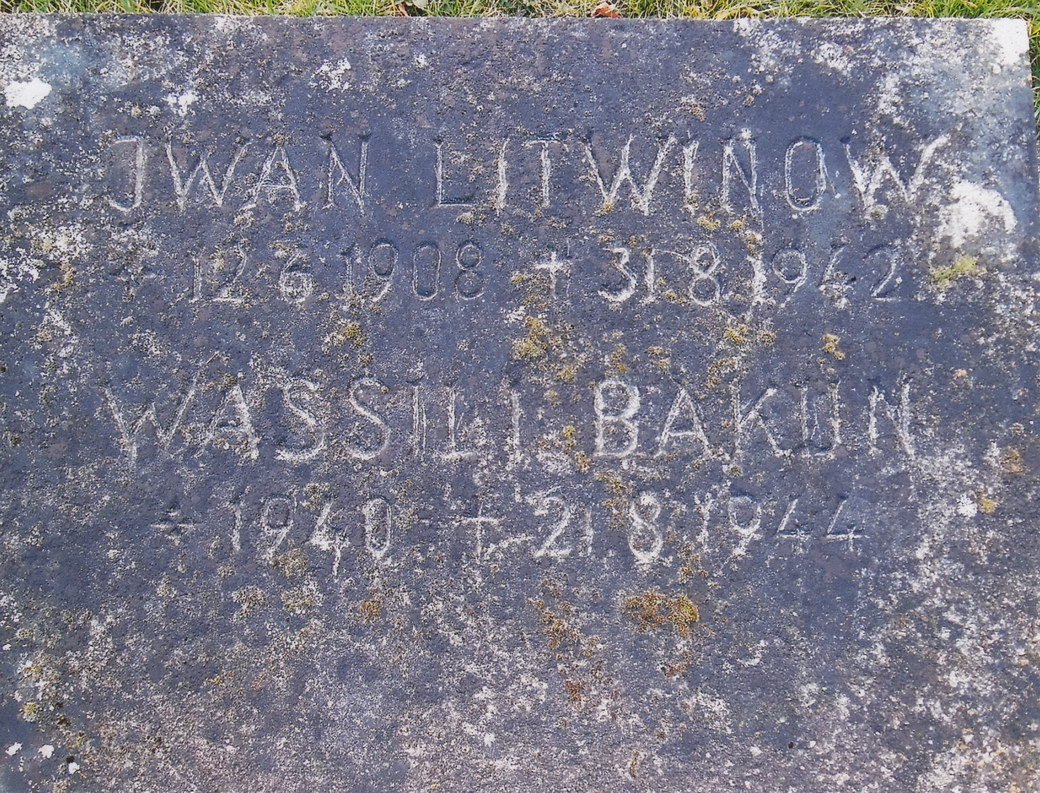 JWAN LITWINOW
+ 12 6 1908 † 31 8 1942
WASSILI BAKUN
+ 1940 † 21 8 1944